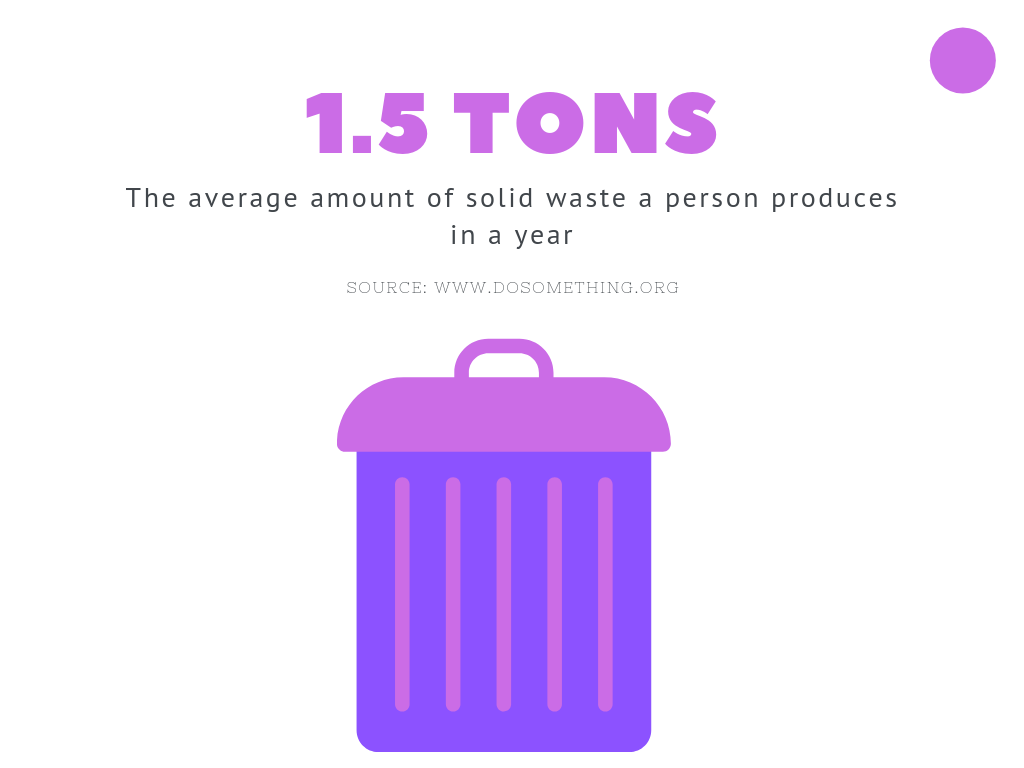 1.5 TONS
The average amount of solid waste a person produces
in a year
SOURCE: WWW.DOSOMETHING.ORG